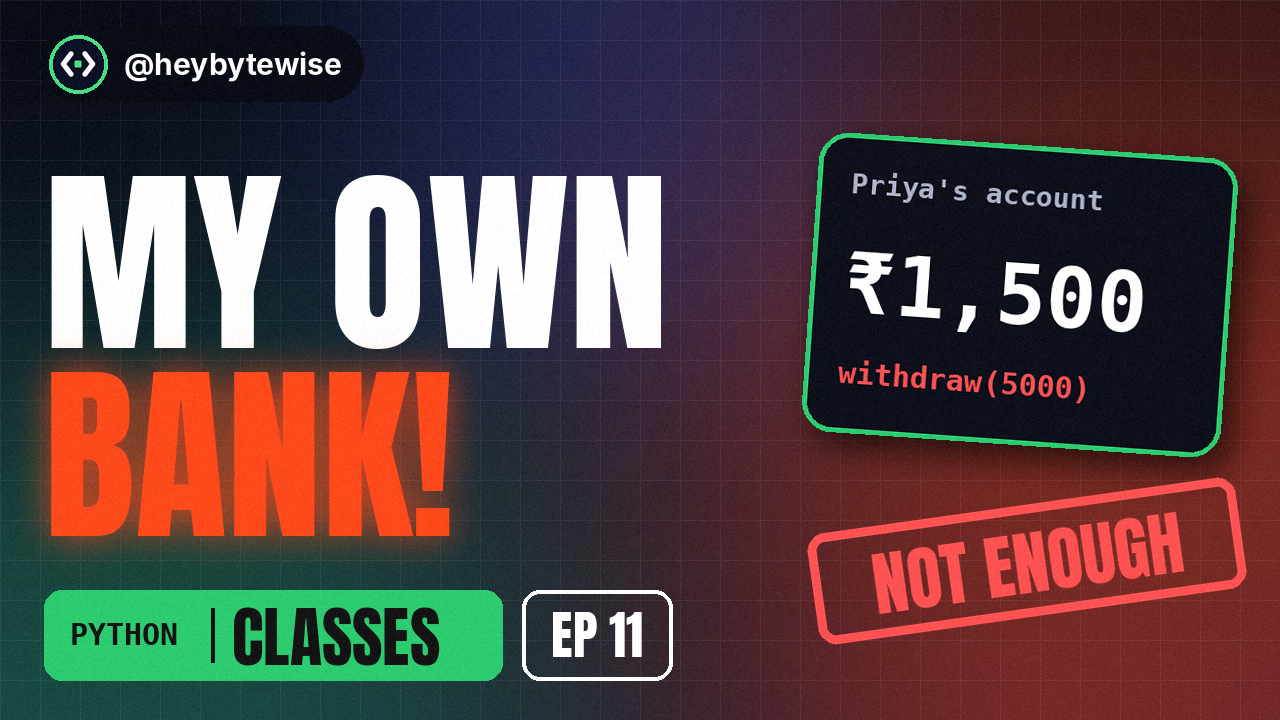 @heybytewise
MY OWN
BANK!
PYTHON | CLASSES
EP 11
Priya's account
₹1,500
withdraw(5000)
NOT ENOUGH